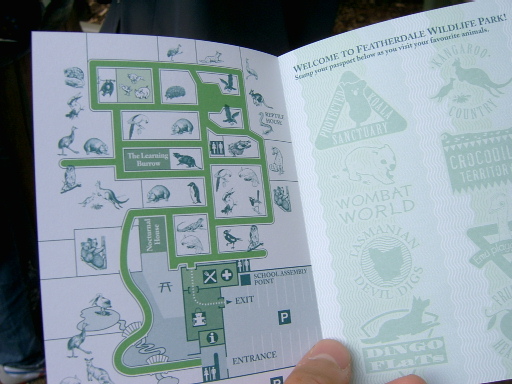 WELCOME TO FEATHERDALE WILDLIFE PARK!
Stamp your passport below as you visit your favourite animals.
REPTILE
HOUSE
The Learning
Burrow
Nocturnal
House
SCHOOL ASSEMBLY
POINT
EXIT
P
i
ENTRANCE
P
KOALA
SANCTUARY
KANGAROO
COUNTRY
WOMBAT
WORLD
TERRITORY
TASMANIAN
DEVIL DIGS
DINGO
FLATS